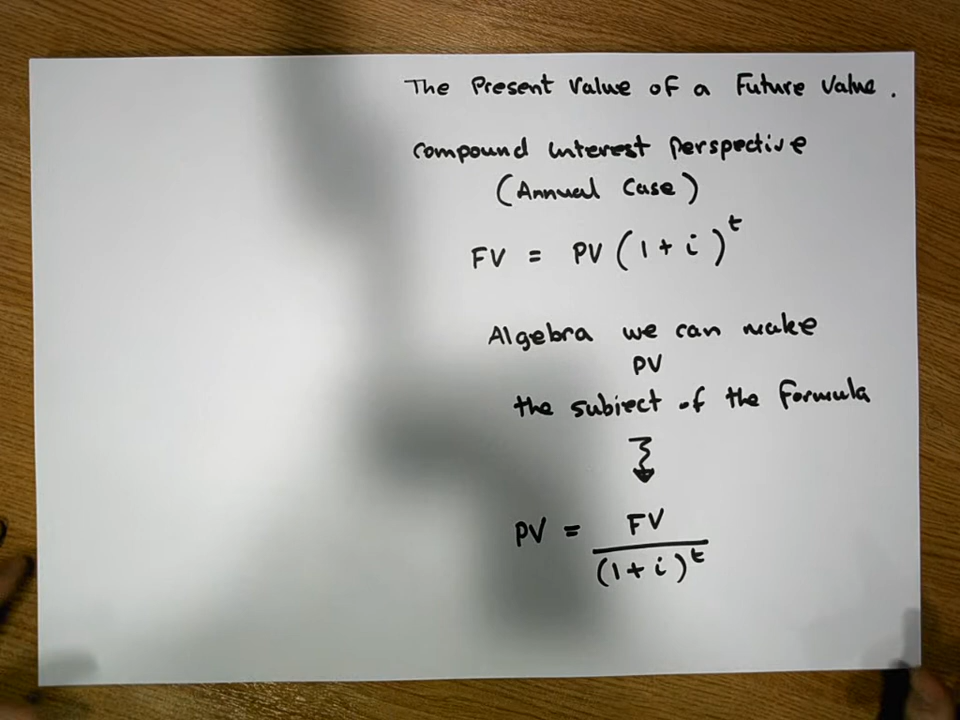 The Present Value of a Future Value.
Compound Interest perspective
(Annual Case)
FV = PV(1+i)^t
Algebra we can make
PV
the subject of the formula
PV = FV
(1+i)^t